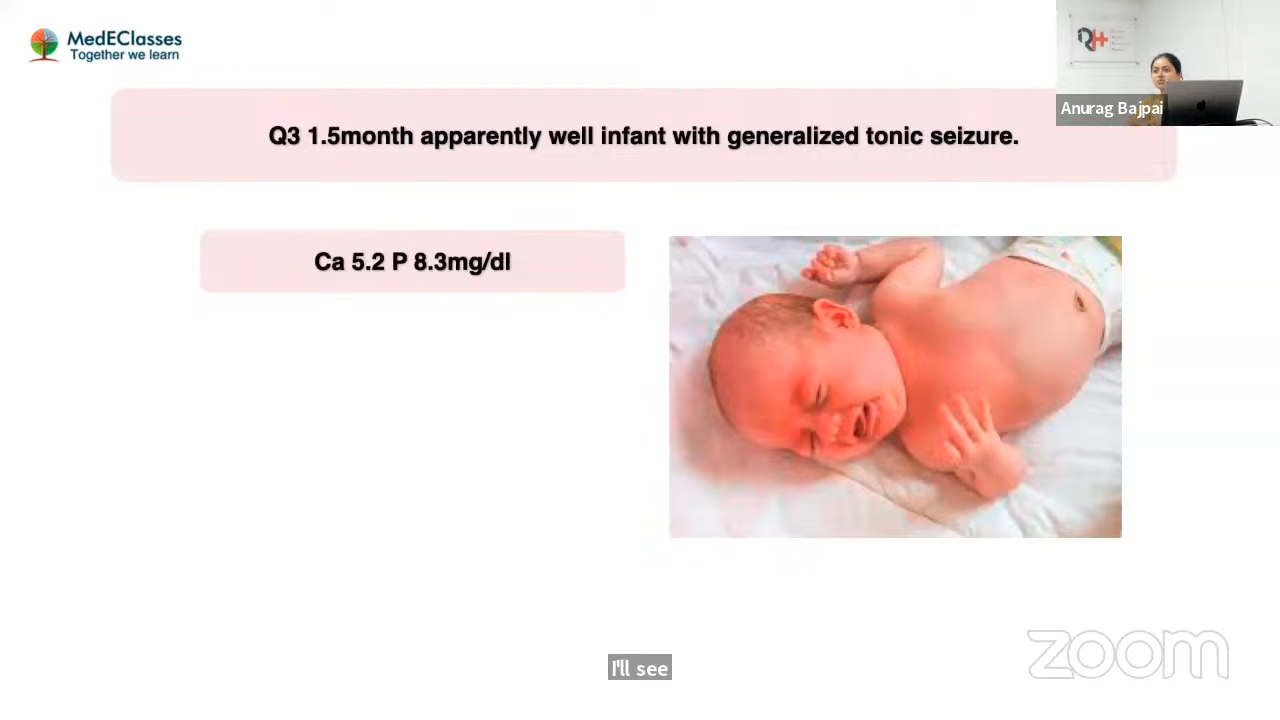 MedEClasses
Together we learn
Anurag Bajpai
Q3 1.5month apparently well infant with generalized tonic seizure.
Ca 5.2 P 8.3mg/dl
I'll see
zoom